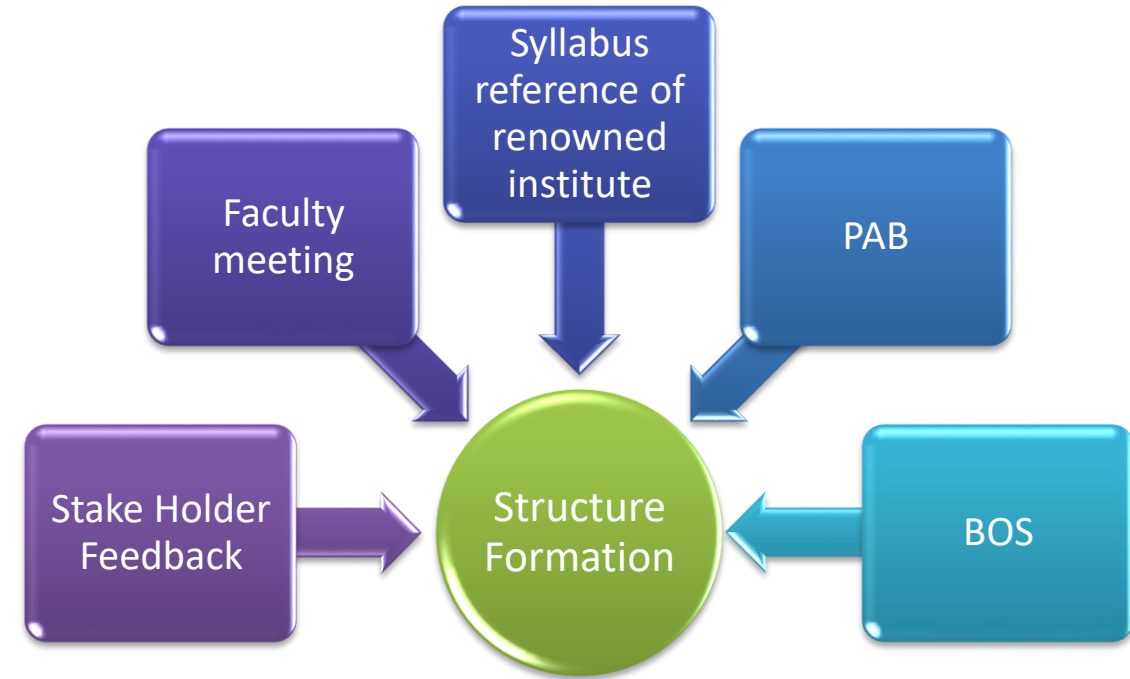 Syllabus
reference of
renowned
institute
Faculty
meeting
PAB
Stake Holder
Feedback
Structure
Formation
BOS